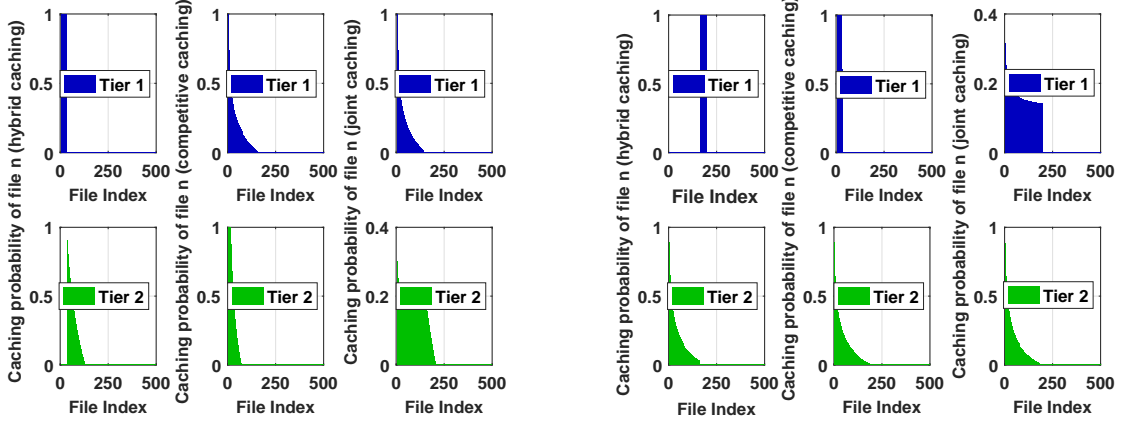 Caching probability of file n (hybrid caching)
1
0.5
0
Tier 1
0 250 500
File Index
Caching probability of file n (competitive caching)
1
0.5
0
Tier 1
0 250 500
File Index
Caching probability of file n (joint caching)
1
0.5
0
Tier 1
0 250 500
File Index
1
0.5
0
Tier 2
0 250 500
File Index
1
0.5
0
Tier 2
0 250 500
File Index
0.4
0.2
0
Tier 2
0 250 500
File Index
Caching probability of file n (hybrid caching)
1
0.5
0
Tier 1
0 250 500
File Index
Caching probability of file n (competitive caching)
1
0.5
0
Tier 1
0 250 500
File Index
Caching probability of file n (joint caching)
0.4
0.2
0
Tier 1
0 250 500
File Index
1
0.5
0
Tier 2
0 250 500
File Index
1
0.5
0
Tier 2
0 250 500
File Index
1
0.5
0
Tier 2
0 250 500
File Index